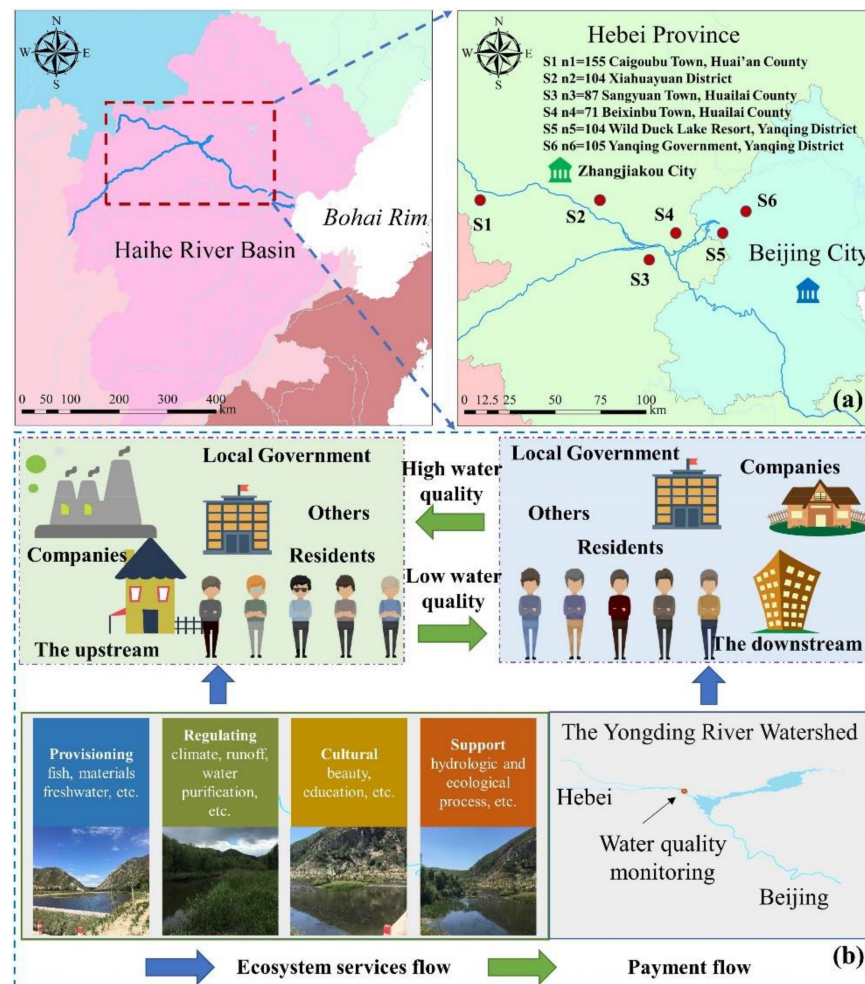 N
W E
S
Bohai Rim
Haihe River Basin
0 50 100 200 300 400
km
N
W E
S
Hebei Province
S1 n1=155 Caigoubu Town, Huai'an County
S2 n2=104 Xiahuayuan District
S3 n3=87 Sangyuan Town, Huailai County
S4 n4=71 Beixinbu Town, Huailai County
S5 n5=104 Wild Duck Lake Resort, Yanqing District
S6 n6=105 Yanqing Government, Yanqing District
Zhangjiakou City
S1
S2
S3
S4
S5
S6
Beijing City
0 12.5 25 50 75 100
km
(a)
Local Government
Others
Companies
Residents
The upstream
High water
quality
Low water
quality
Local Government
Companies
Others
Residents
The downstream
Provisioning
fish, materials
freshwater, etc.
Regulating
climate, runoff,
water
purification,
etc.
Cultural
beauty,
education, etc.
Support
hydrologic and
ecological
process, etc.
The Yongding River Watershed
Hebei
Water quality
monitoring
Beijing
(b)
Ecosystem services flow
Payment flow